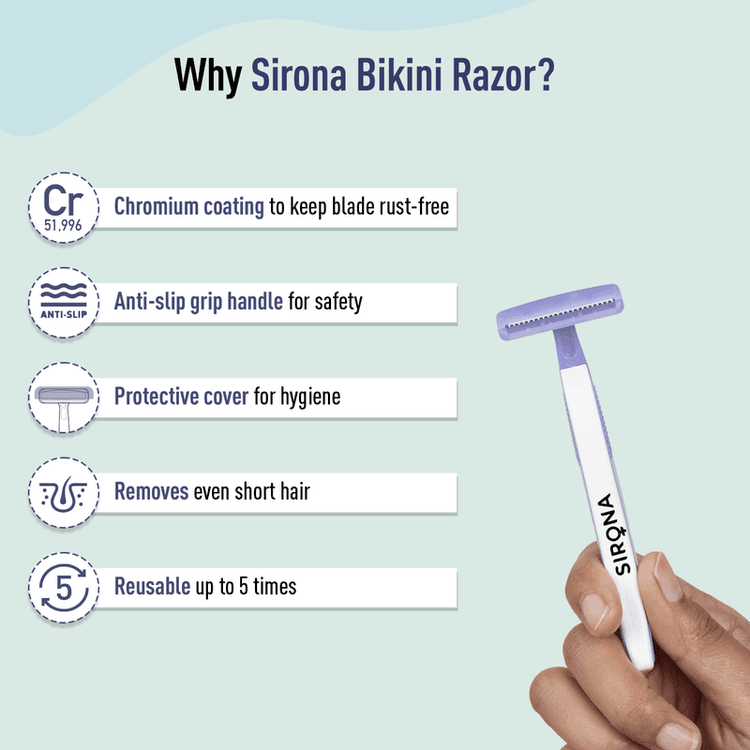 Why Sirona Bikini Razor?
Cr
51,996
Chromium coating to keep blade rust-free
ANTI-SLIP
Anti-slip grip handle for safety
Protective cover for hygiene
Removes even short hair
5
Reusable up to 5 times
SIRONA